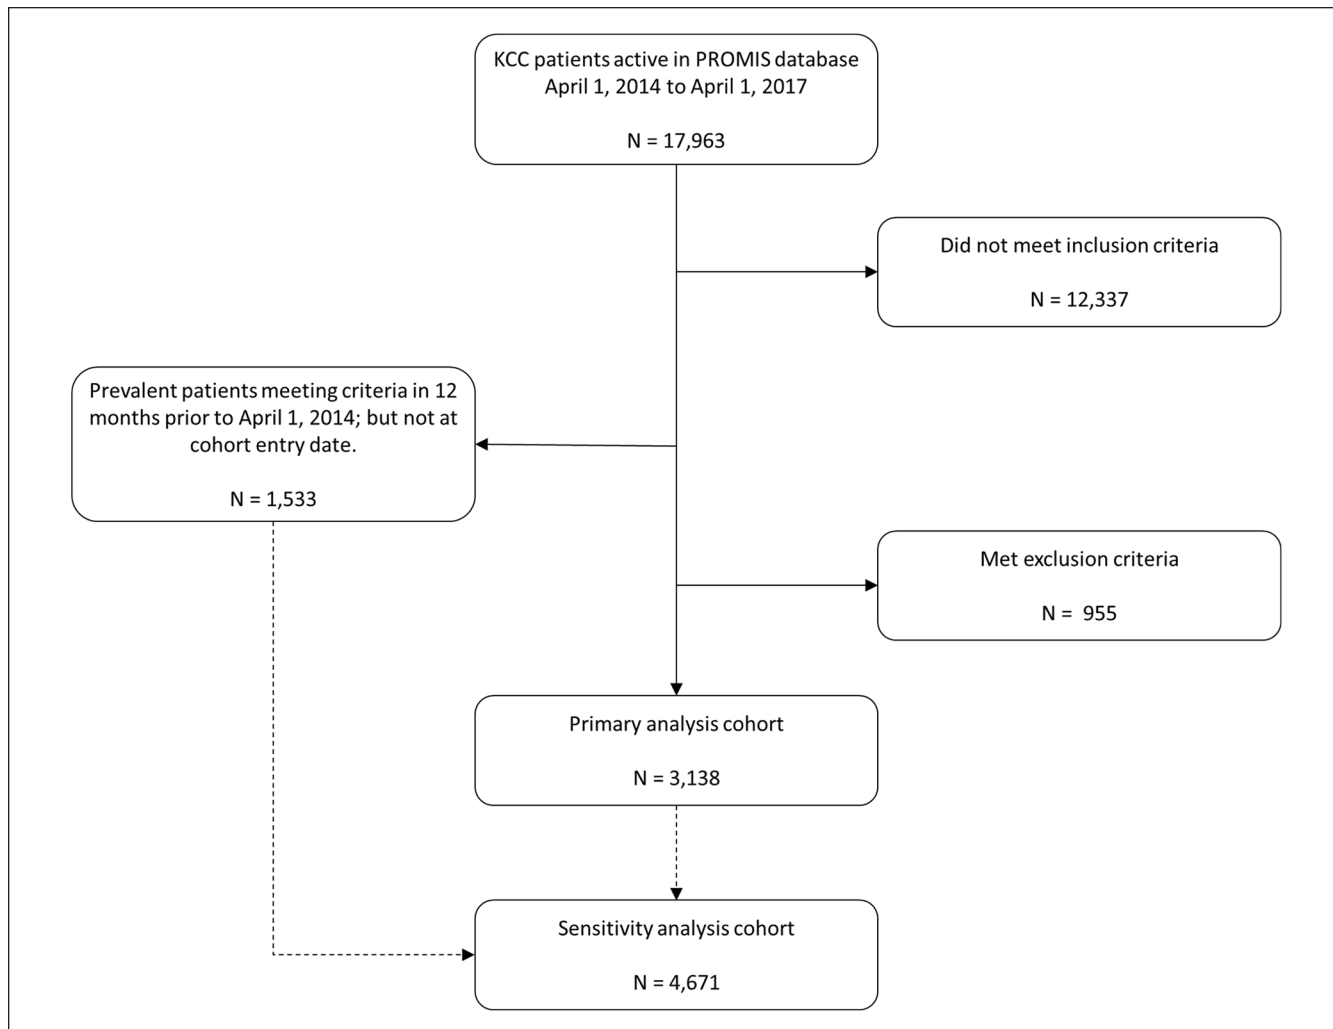 KCC patients active in PROMIS database
April 1, 2014 to April 1, 2017
N = 17,963
Did not meet inclusion criteria
N = 12,337
Prevalent patients meeting criteria in 12
months prior to April 1, 2014; but not at
cohort entry date.
N = 1,533
Met exclusion criteria
N =  955
Primary analysis cohort
N = 3,138
Sensitivity analysis cohort
N = 4,671